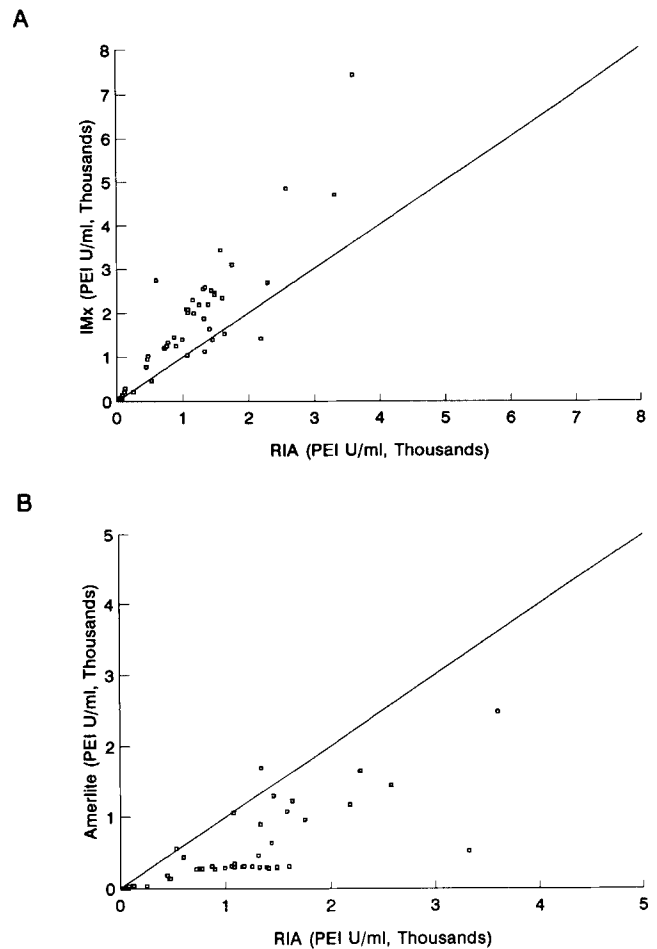 A
8
7
6
5
4
3
2
1
0
IMx (PEI U/ml, Thousands)
0 1 2 3 4 5 6 7 8
RIA (PEI U/ml, Thousands)
B
5
4
3
2
1
0
Amerlite (PEI U/ml, Thousands)
0 1 2 3 4 5
RIA (PEI U/ml, Thousands)